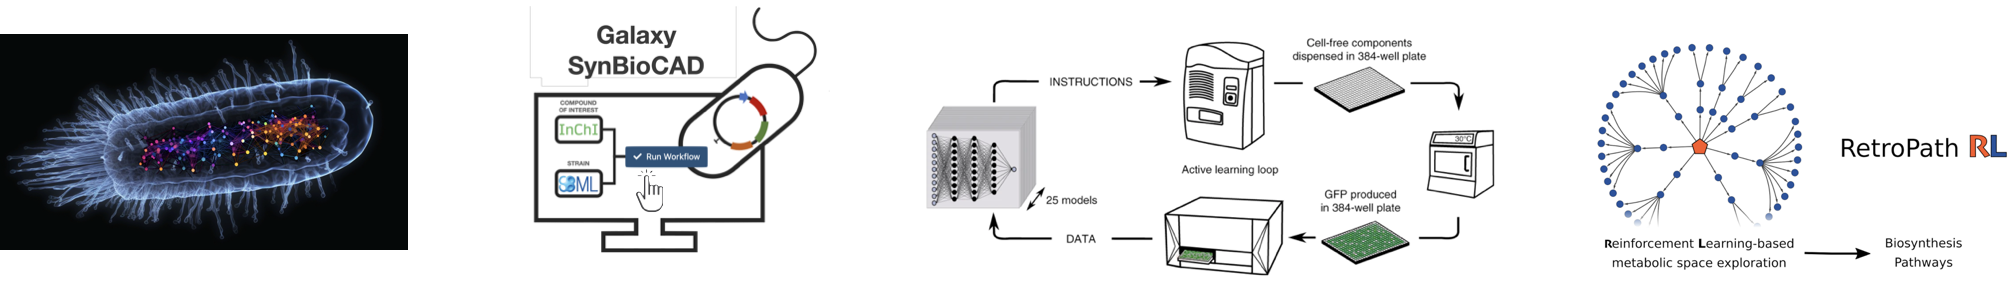 Galaxy
SynBioCAD
COMPOUND
OF INTEREST
InChI
STRAIN
SBML
Run Workflow
INSTRUCTIONS
Cell-free components
dispensed in 384-well plate
30°C
Active learning loop
GFP produced
in 384-well plate
25 models
DATA
RetroPath RL
Reinforcement Learning-based
metabolic space exploration
Biosynthesis
Pathways